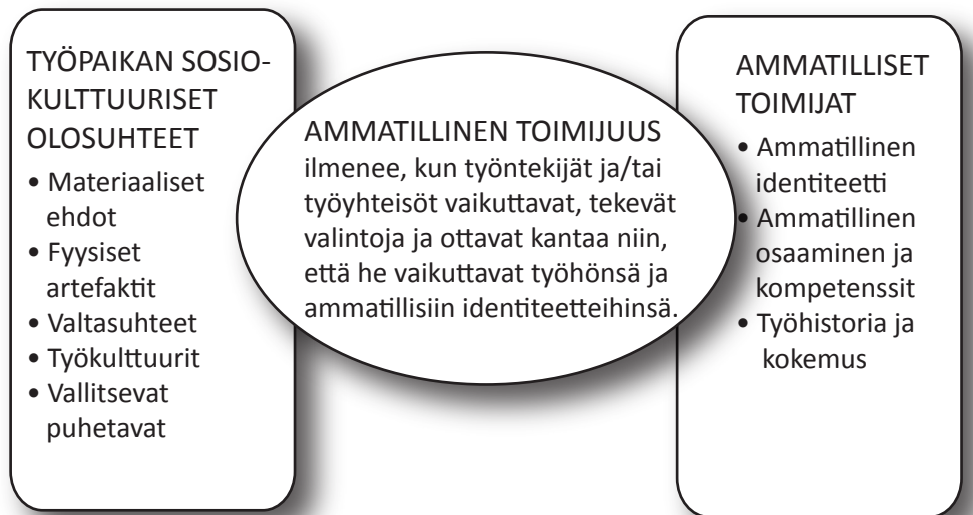 TYÖPAIKAN SOSIO-
KULTTUURISET
OLOSUHTEET
• Materiaaliset
ehdot
• Fyysiset
artefaktit
• Valtasuhteet
• Työkulttuurit
• Vallitsevat
puhetavat
AMMATILLINEN TOIMIJUUS
ilmenee, kun työntekijät ja/tai
työyhteisöt vaikuttavat, tekevät
valintoja ja ottavat kantaa niin,
että he vaikuttavat työhönsä ja
ammatillisiin identiteetteihinsä.
AMMATILLISET
TOIMIJAT
• Ammatillinen
identiteetti
• Ammatillinen
osaaminen ja
kompetenssit
• Työhistoria ja
kokemus